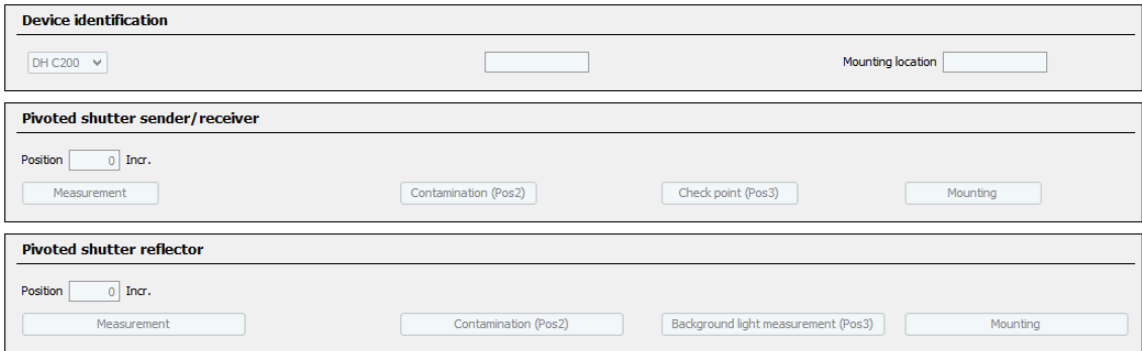 Device identification
DH C200 Mounting location
Pivoted shutter sender/receiver
Position 0 Incr.
Measurement Contamination (Pos2) Check point (Pos3) Mounting
Pivoted shutter reflector
Position 0 Incr.
Measurement Contamination (Pos2) Background light measurement (Pos3) Mounting